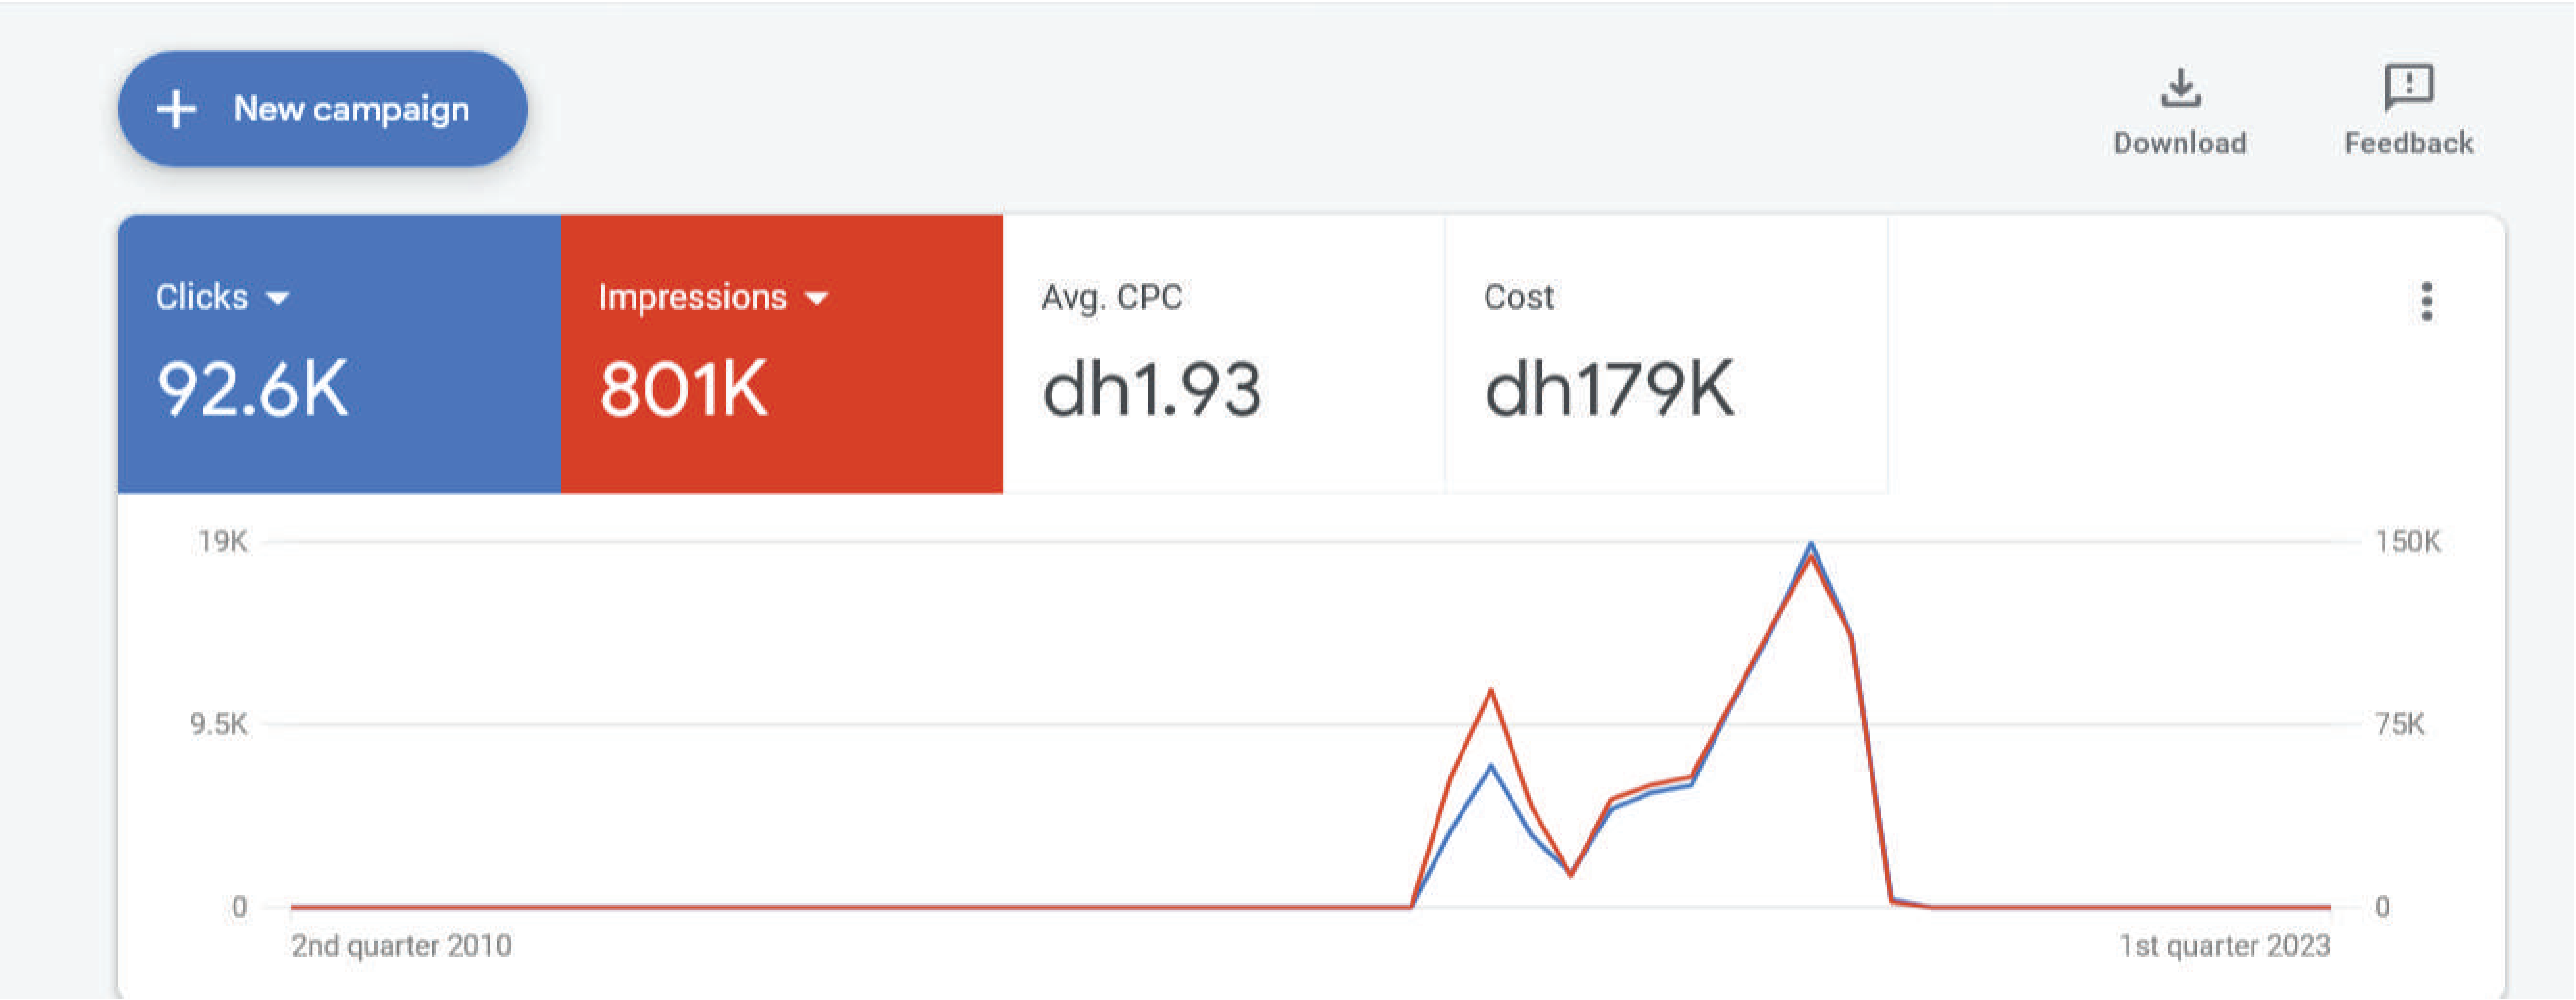 New campaign
Download
Feedback
Clicks
92.6K
Impressions
801K
Avg. CPC
dh1.93
Cost
dh179K
19K
150K
9.5K
75K
0
0
2nd quarter 2010
1st quarter 2023